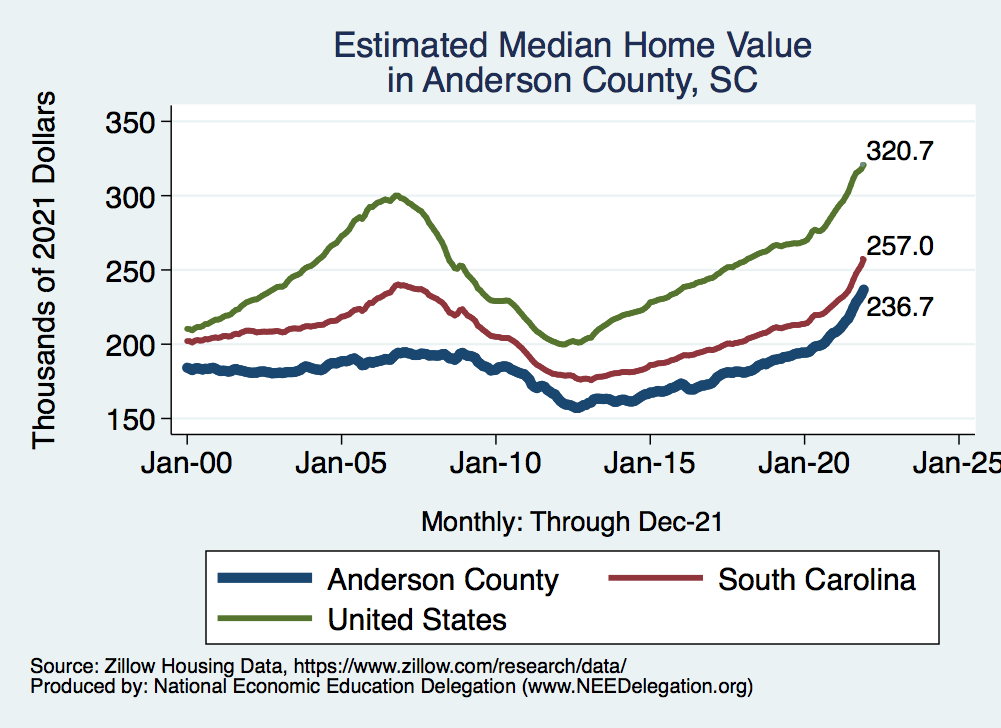 Estimated Median Home Value
in Anderson County, SC
Thousands of 2021 Dollars
350
300
250
200
150
320.7
257.0
236.7
Jan-00 Jan-05 Jan-10 Jan-15 Jan-20 Jan-25
Monthly: Through Dec-21
Anderson County South Carolina
United States
Source: Zillow Housing Data, https://www.zillow.com/research/data/
Produced by: National Economic Education Delegation (www.NEEDelegation.org)